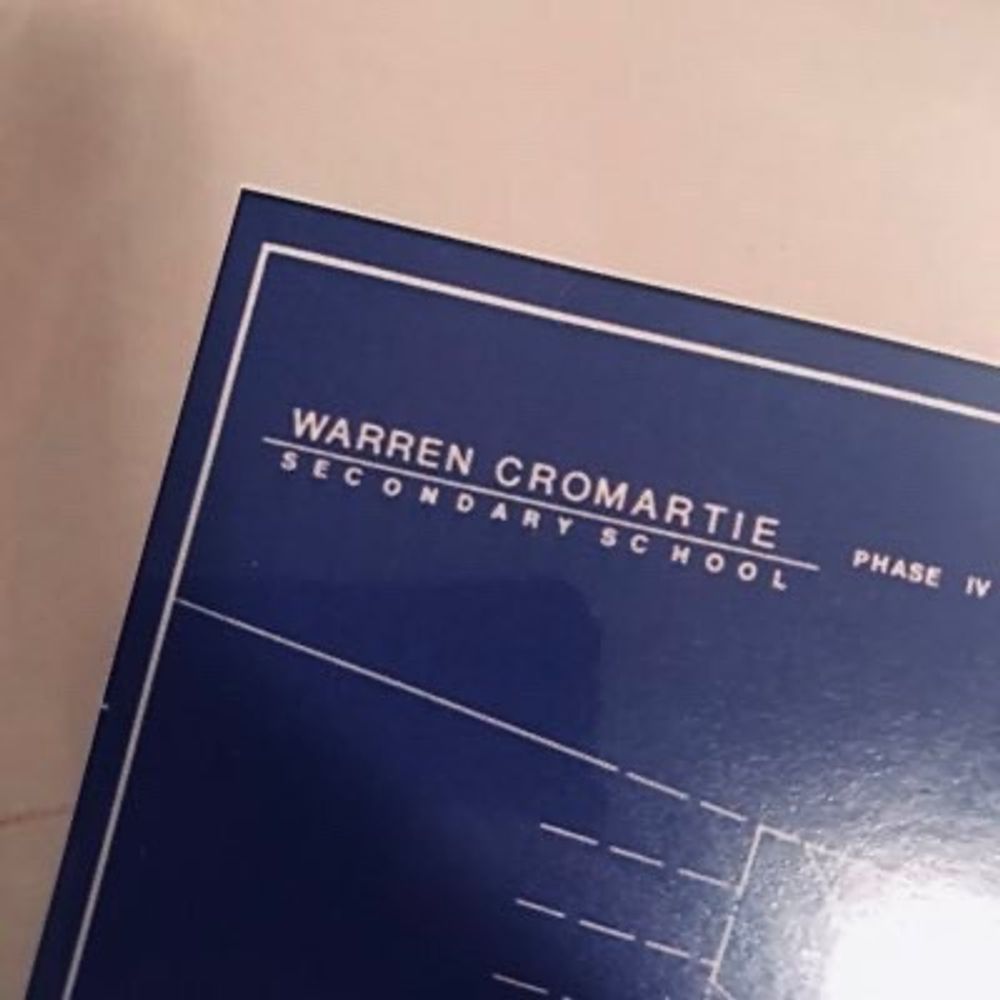 WARREN CROMARTIE
SECONDARY SCHOOL
PHASE IV